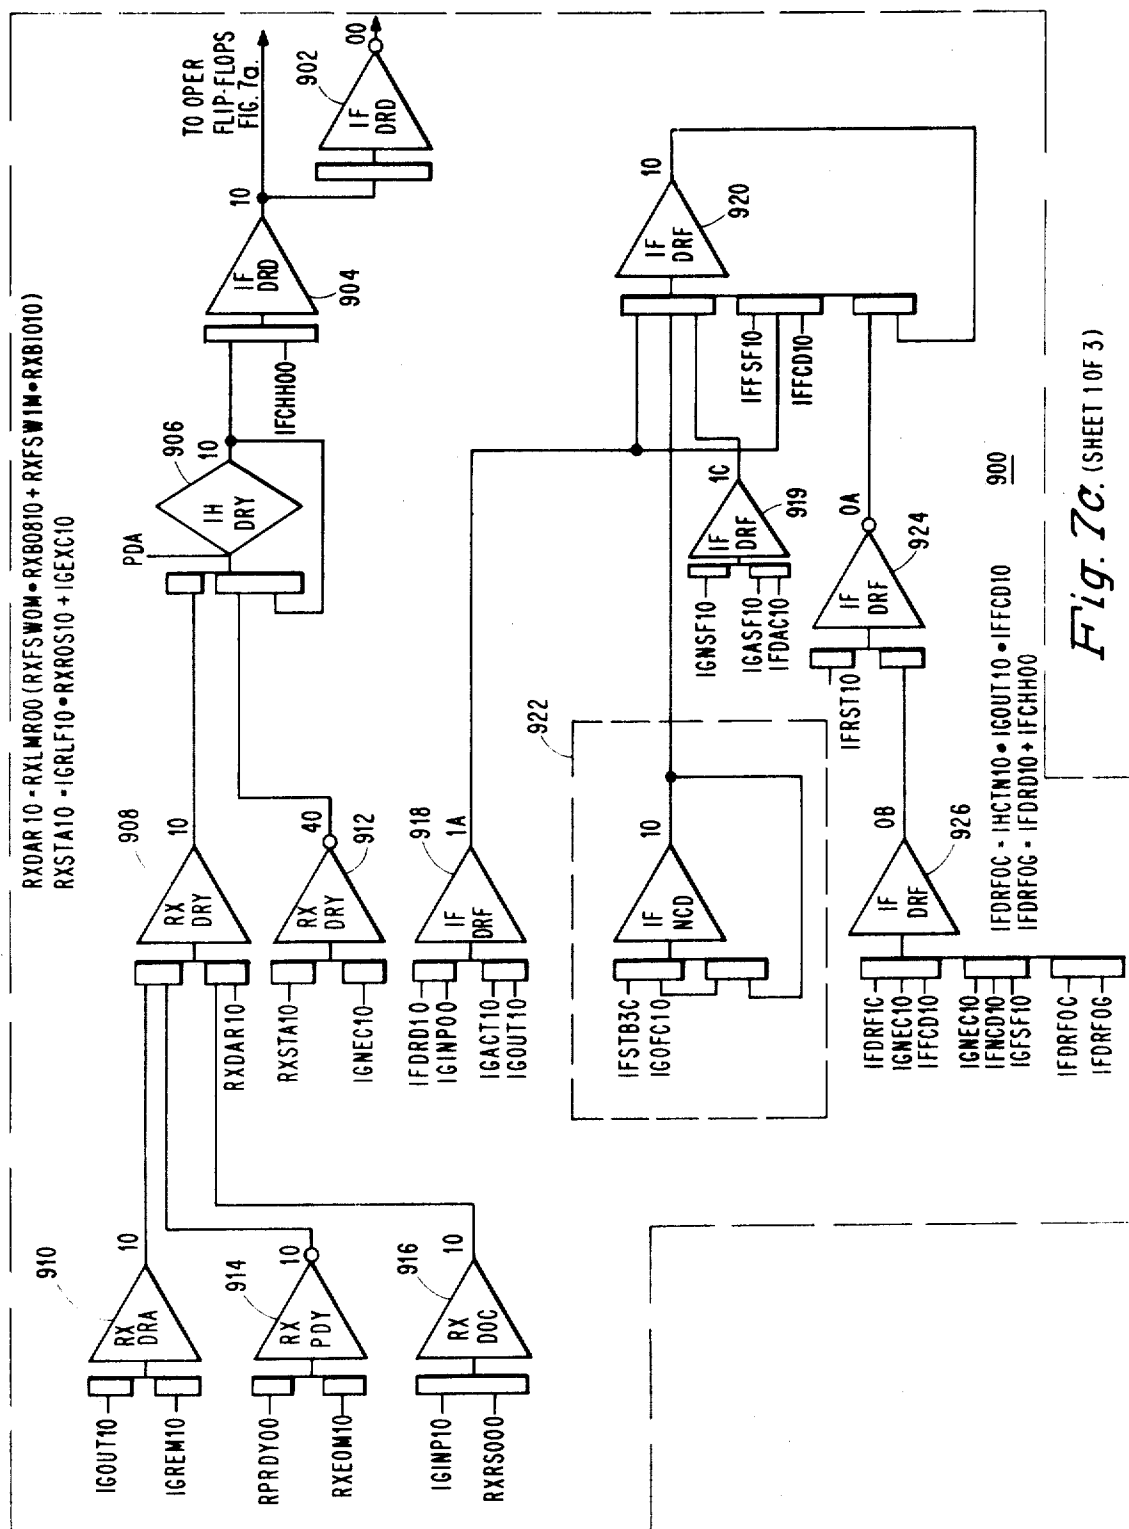 RXDAR10 = RXLMR00 (RXFSW0M • RXB0810 + RXFSW1M • RXB1010)
RXSTA10 = IGRLF10 • RXROS10 + IGEXC10
TO OPER
FLIP-FLOPS
FIG. 7a.
10
00
IF
DRD
902
IF
DRD
904
IFCHH00
10
906
IH
DRY
PDA
908
10
RX
DRY
RXDAR10
40
912
RX
DRY
RXSTA10
IGNEC10
910
10
RX
DRA
IGOUT10
IGREM10
914
10
RX
PDY
RPRDY00
RXEOM10
916
10
RX
DOC
IGINP10
RXRSO00
918
1A
IF
DRF
IFDRD10
IGINP00
IGACT10
IGOUT10
10
920
IF
DRF
IFFSF10
IFFCD10
1C
919
IF
DRF
IGNSF10
IGASF10
IFDAC10
922
10
IF
NCD
IFSTB3C
IGOFC10
0A
924
IF
DRF
IFRST10
0B
926
IF
DRF
IFDRF1C
IGNEC10
IFFCD10
IGNEC10
IFNCD10
IGFSF10
IFDRF0C
IFDRF0G
IFDRF0C = IHCTN10 • IGOUT10 • IFFCD10
IFDRF0G = IFDRD10 + IFCHH00
900
Fig. 7c. (SHEET 1 OF 3)